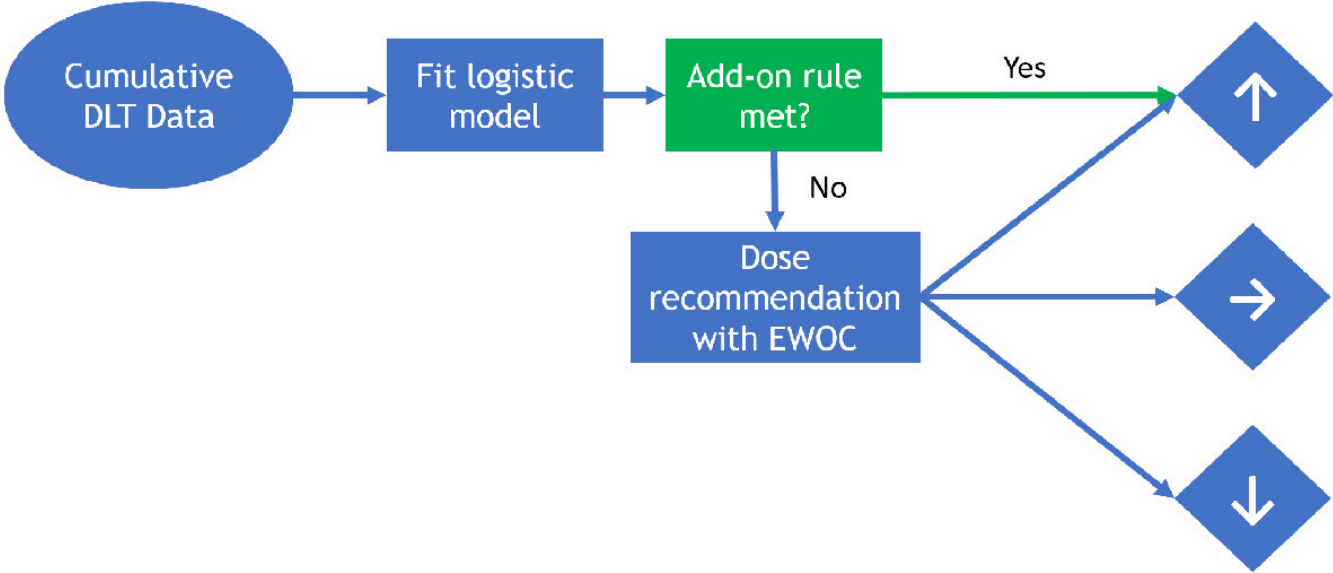 Cumulative
DLT Data
Fit logistic
model
Add-on rule
met?
Yes
No
Dose
recommendation
with EWOC